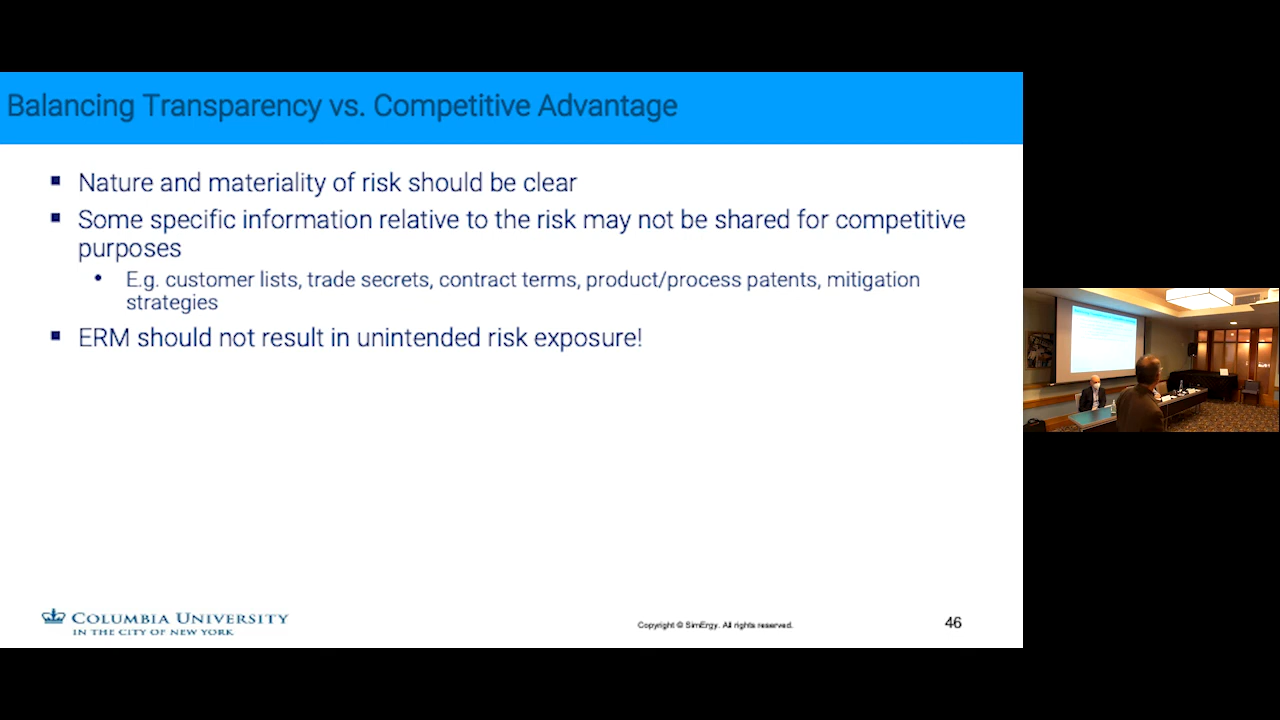 Balancing Transparency vs. Competitive Advantage
Nature and materiality of risk should be clear
Some specific information relative to the risk may not be shared for competitive
purposes
E.g. customer lists, trade secrets, contract terms, product/process patents, mitigation
strategies
ERM should not result in unintended risk exposure!
COLUMBIA UNIVERSITY
IN THE CITY OF NEW YORK
Copyright © SimErgy. All rights reserved.
46